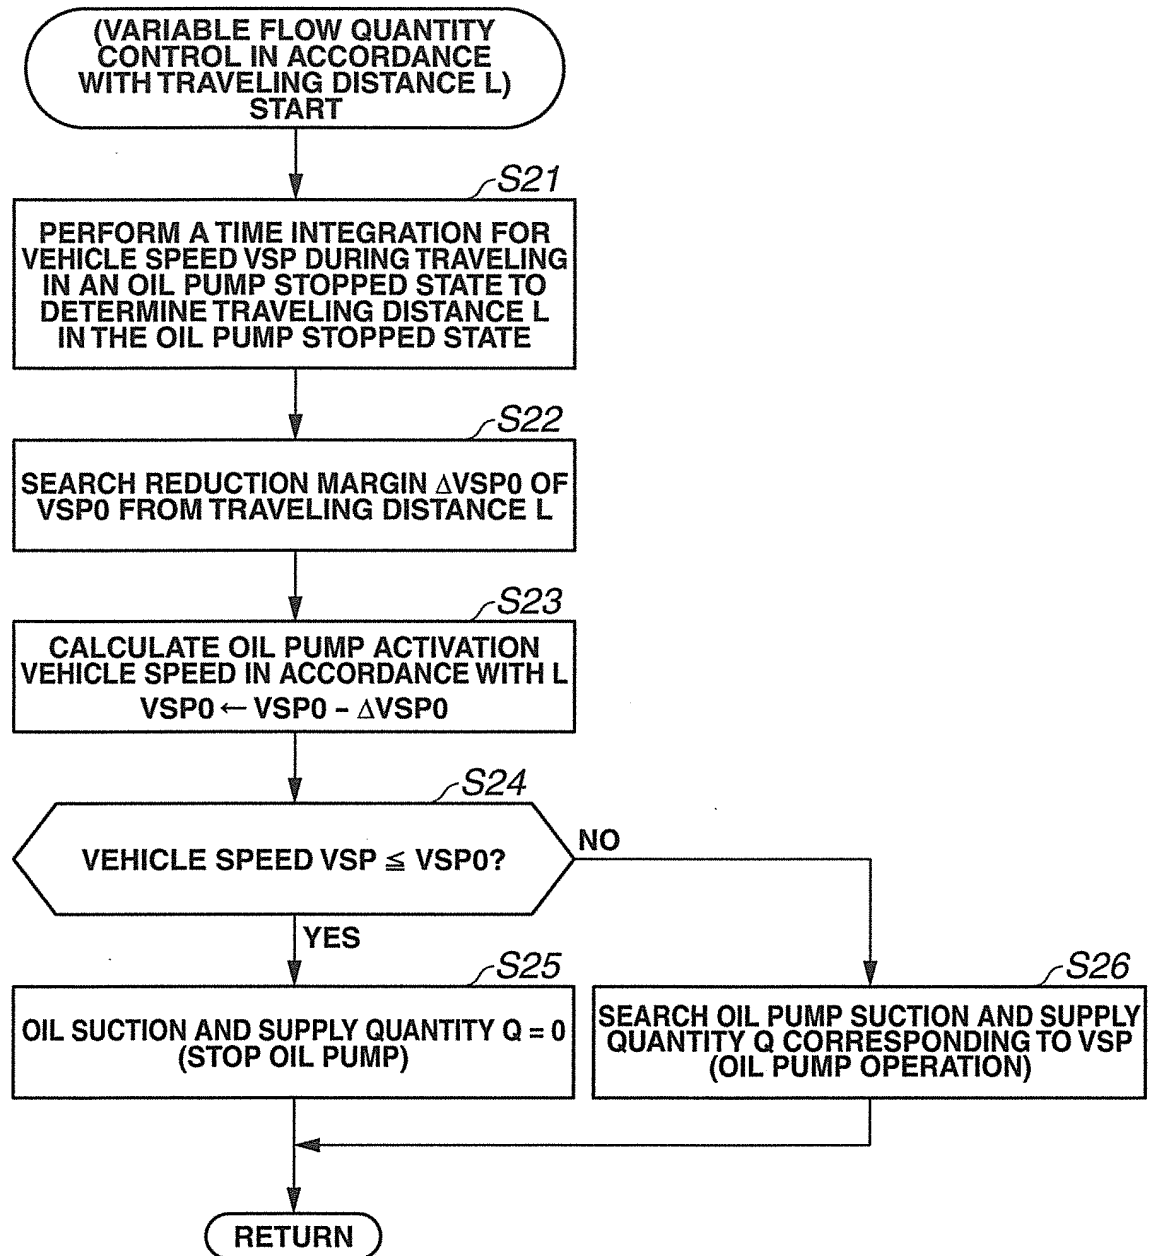 (VARIABLE FLOW QUANTITY
CONTROL IN ACCORDANCE
WITH TRAVELING DISTANCE L)
START
S21
PERFORM A TIME INTEGRATION FOR
VEHICLE SPEED VSP DURING TRAVELING
IN AN OIL PUMP STOPPED STATE TO
DETERMINE TRAVELING DISTANCE L
IN THE OIL PUMP STOPPED STATE
S22
SEARCH REDUCTION MARGIN ΔVSP0 OF
VSP0 FROM TRAVELING DISTANCE L
S23
CALCULATE OIL PUMP ACTIVATION
VEHICLE SPEED IN ACCORDANCE WITH L
VSP0 ← VSP0 – ΔVSP0
S24
VEHICLE SPEED VSP ≦ VSP0?
NO
YES
S25
OIL SUCTION AND SUPPLY QUANTITY Q = 0
(STOP OIL PUMP)
S26
SEARCH OIL PUMP SUCTION AND SUPPLY
QUANTITY Q CORRESPONDING TO VSP
(OIL PUMP OPERATION)
RETURN